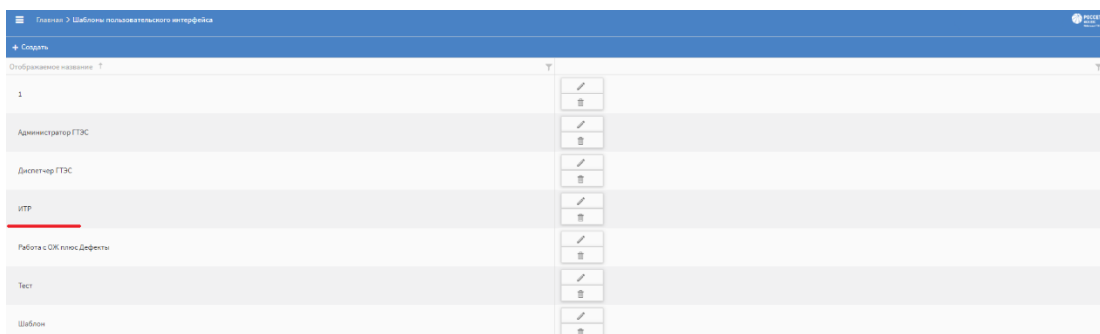 Главная > Шаблоны пользовательского интерфейса
+ Создать
Отображаемое название ↑
1
Администратор ГТЭС
Диспетчер ГТЭС
ИТР
Работа с ОЖ плюс Дефекты
Тест
Шаблон